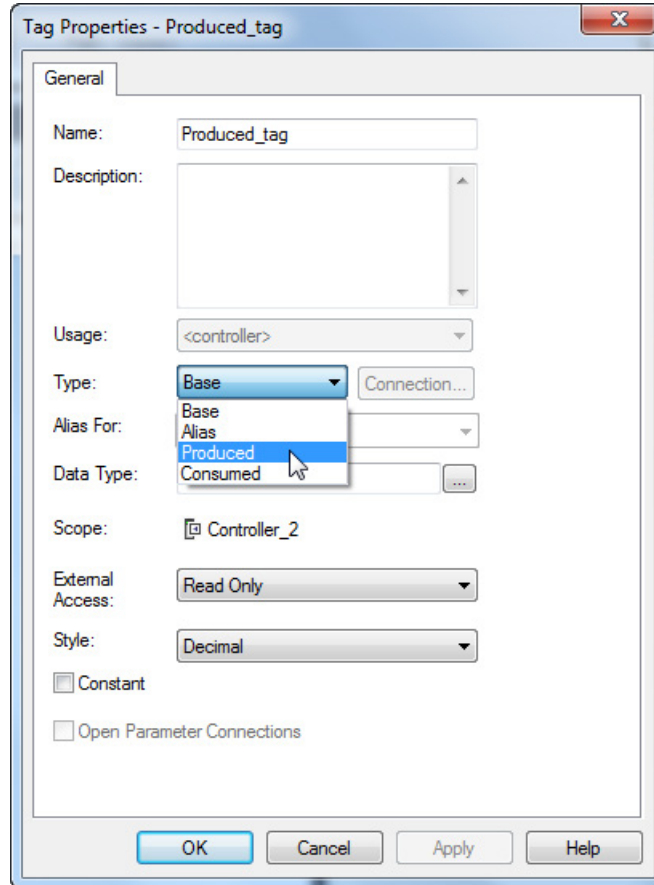 Tag Properties - Produced_tag
General
Name: Produced_tag
Description:
Usage: <controller>
Type: Base Connection...
Base
Alias For: Alias
Produced
Data Type: Consumed ...
Scope: Controller_2
External
Access: Read Only
Style: Decimal
Constant
Open Parameter Connections
OK Cancel Apply Help